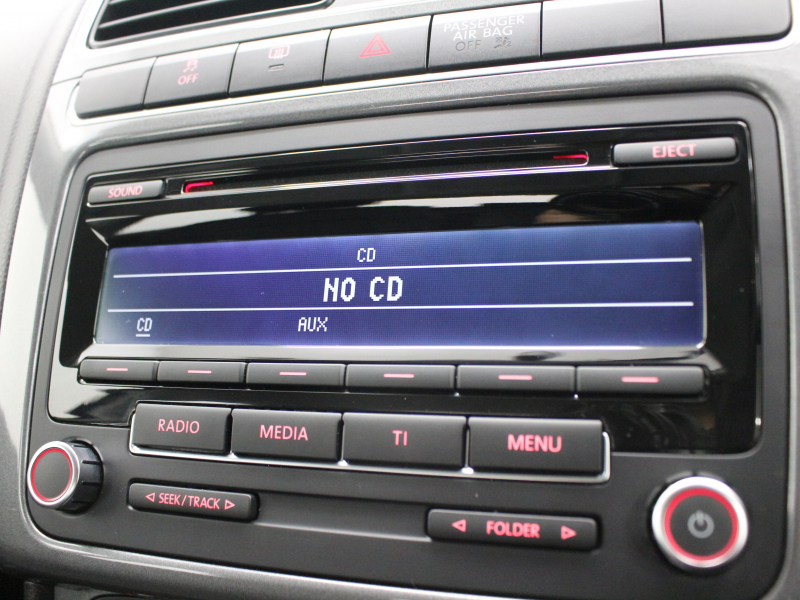 OFF
PASSENGER
AIR BAG
OFF
SOUND
EJECT
CD
NO CD
CD AUX
RADIO MEDIA TI MENU
SEEK/TRACK
FOLDER